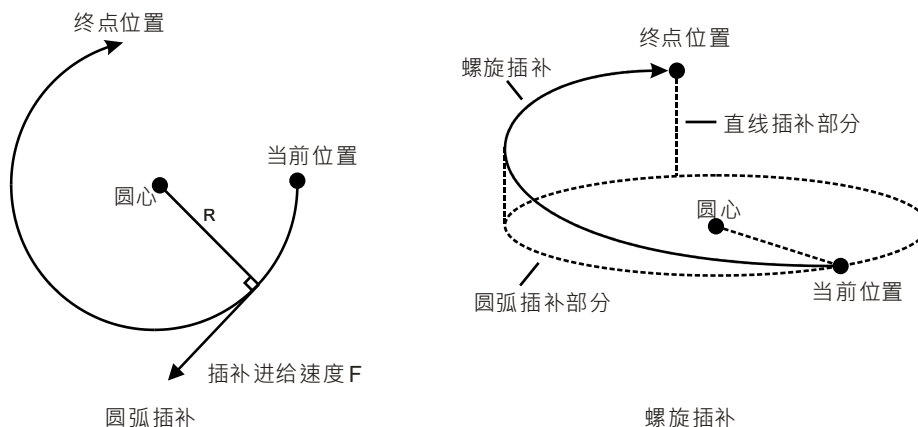 终点位置
当前位置
圆心
R
插补进给速度F
圆弧插补
终点位置
螺旋插补
直线插补部分
圆心
当前位置
圆弧插补部分
螺旋插补